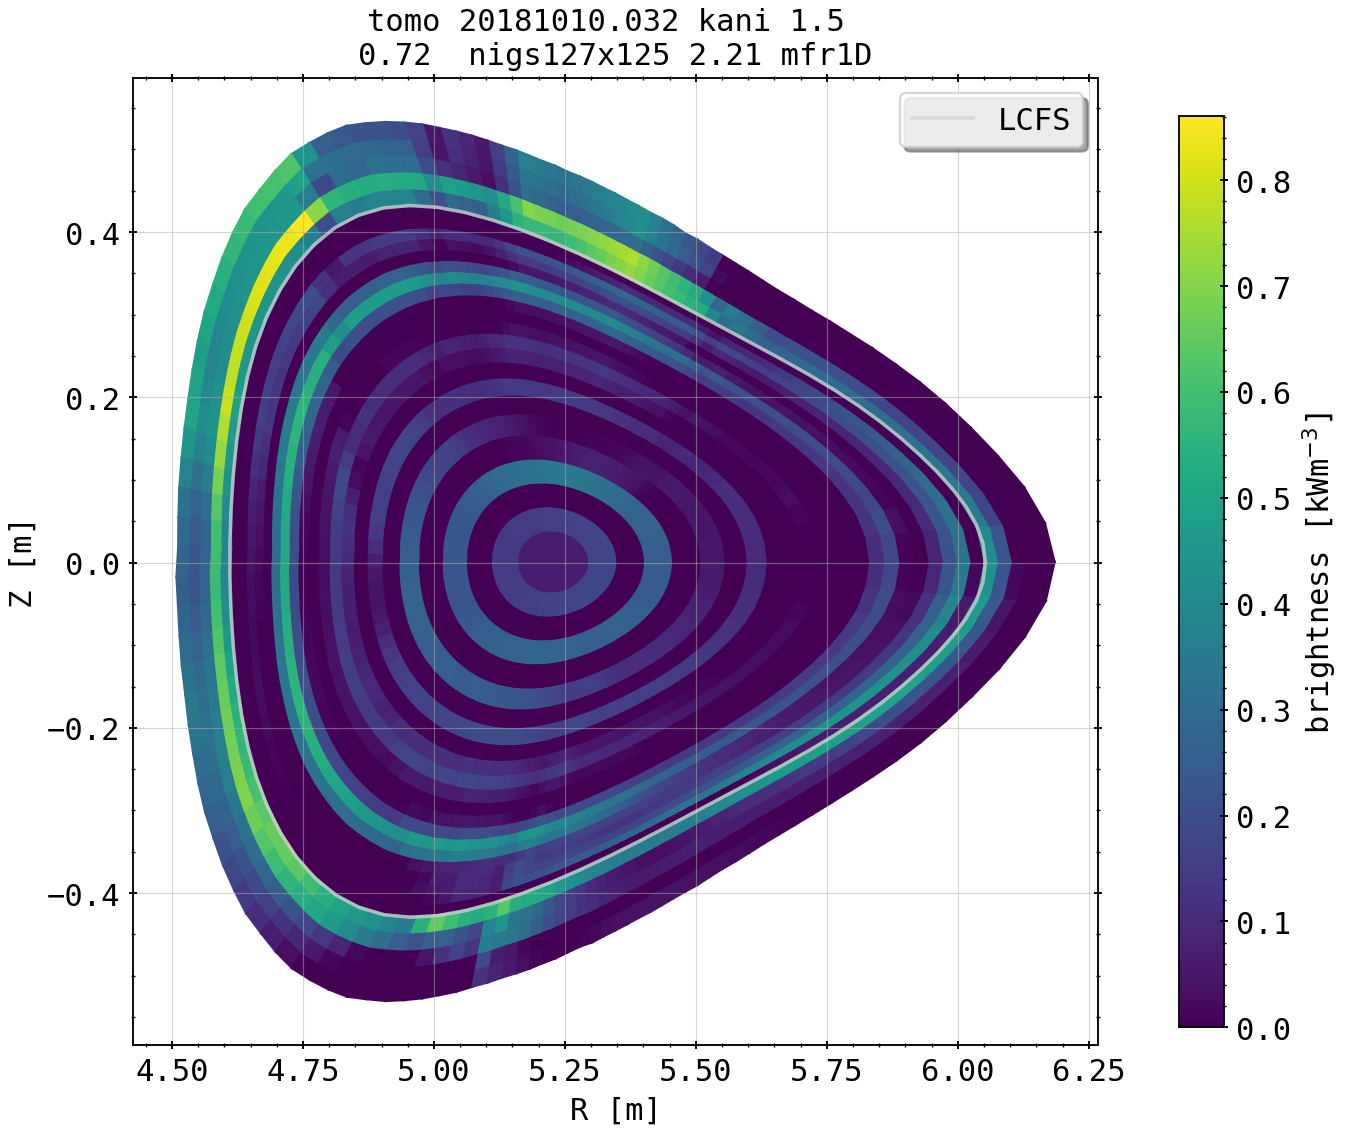 tomo 20181010.032 kani 1.5
0.72  nigs127x125 2.21 mfr1D
LCFS
0.4
0.2
0.0
−0.2
−0.4
Z [m]
4.50 4.75 5.00 5.25 5.50 5.75 6.00 6.25
R [m]
0.8
0.7
0.6
0.5
0.4
0.3
0.2
0.1
0.0
brightness [kWm⁻³]